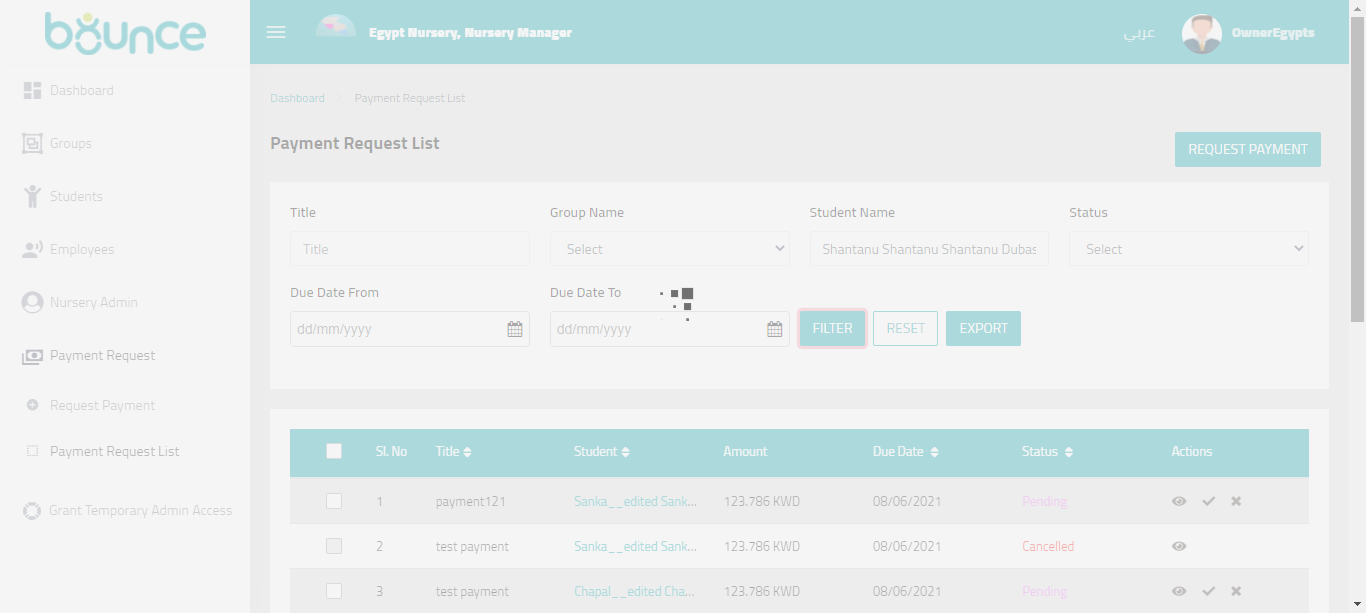 bounce
Egypt Nursery, Nursery Manager
عربي
OwnerEgypts
Dashboard
Groups
Students
Employees
Nursery Admin
Payment Request
Request Payment
Payment Request List
Grant Temporary Admin Access
Dashboard Payment Request List
Payment Request List
REQUEST PAYMENT
Title Group Name Student Name Status
Title Select Shantanu Shantanu Shantanu Dubas Select
Due Date From Due Date To
dd/mm/yyyy dd/mm/yyyy FILTER RESET EXPORT
Sl. No Title Student Amount Due Date Status Actions
1 payment121 Sanka__edited Sank... 123.786 KWD 08/06/2021 Pending
2 test payment Sanka__edited Sank... 123.786 KWD 08/06/2021 Cancelled
3 test payment Chapal__edited Cha... 123.786 KWD 08/06/2021 Pending